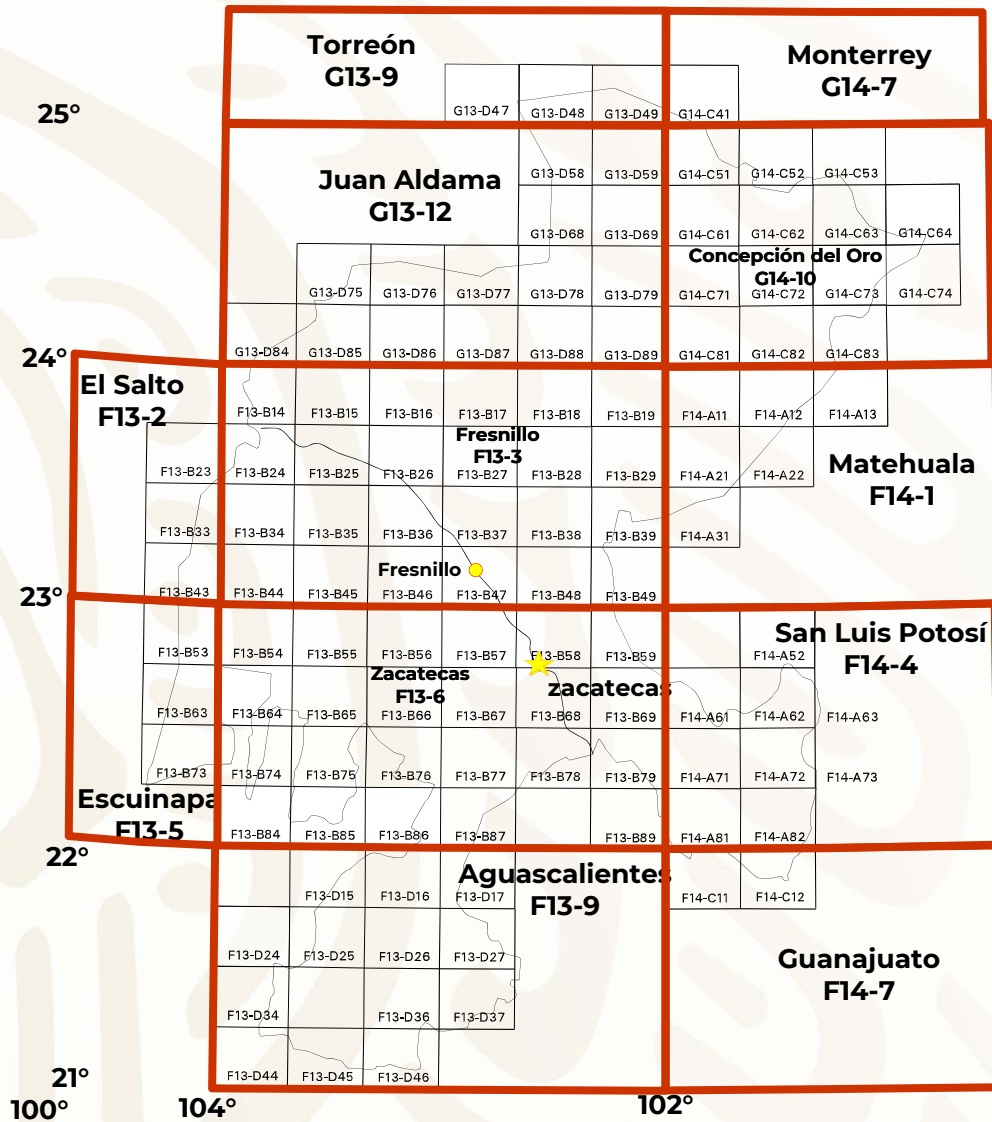 Torreón
G13-9
Monterrey
G14-7
25°
G13-D47
G13-D48
G13-D49
G14-C41
Juan Aldama
G13-12
G13-D58
G13-D59
G14-C51
G14-C52
G14-C53
G13-D68
G13-D69
G14-C61
G14-C62
G14-C63
G14-C64
Concepción del Oro
G14-10
G13-D75
G13-D76
G13-D77
G13-D78
G13-D79
G14-C71
G14-C72
G14-C73
G14-C74
24°
G13-D84
G13-D85
G13-D86
G13-D87
G13-D88
G13-D89
G14-C81
G14-C82
G14-C83
El Salto
F13-2
F13-B14
F13-B15
F13-B16
F13-B17
F13-B18
F13-B19
F14-A11
F14-A12
F14-A13
Fresnillo
F13-3
Matehuala
F14-1
F13-B23
F13-B24
F13-B25
F13-B26
F13-B27
F13-B28
F13-B29
F14-A21
F14-A22
F13-B33
F13-B34
F13-B35
F13-B36
F13-B37
F13-B38
F13-B39
F14-A31
Fresnillo
23°
F13-B43
F13-B44
F13-B45
F13-B46
F13-B47
F13-B48
F13-B49
San Luis Potosí
F14-4
F13-B53
F13-B54
F13-B55
F13-B56
F13-B57
F13-B58
F13-B59
F14-A52
Zacatecas
F13-6
zacatecas
F13-B63
F13-B64
F13-B65
F13-B66
F13-B67
F13-B68
F13-B69
F14-A61
F14-A62
F14-A63
F13-B73
F13-B74
F13-B75
F13-B76
F13-B77
F13-B78
F13-B79
F14-A71
F14-A72
F14-A73
Escuinapa
F13-5
F13-B84
F13-B85
F13-B86
F13-B87
F13-B89
F14-A81
F14-A82
22°
Aguascalientes
F13-9
F13-D15
F13-D16
F13-D17
F14-C11
F14-C12
F13-D24
F13-D25
F13-D26
F13-D27
Guanajuato
F14-7
F13-D34
F13-D36
F13-D37
21°
F13-D44
F13-D45
F13-D46
100°
104°
102°